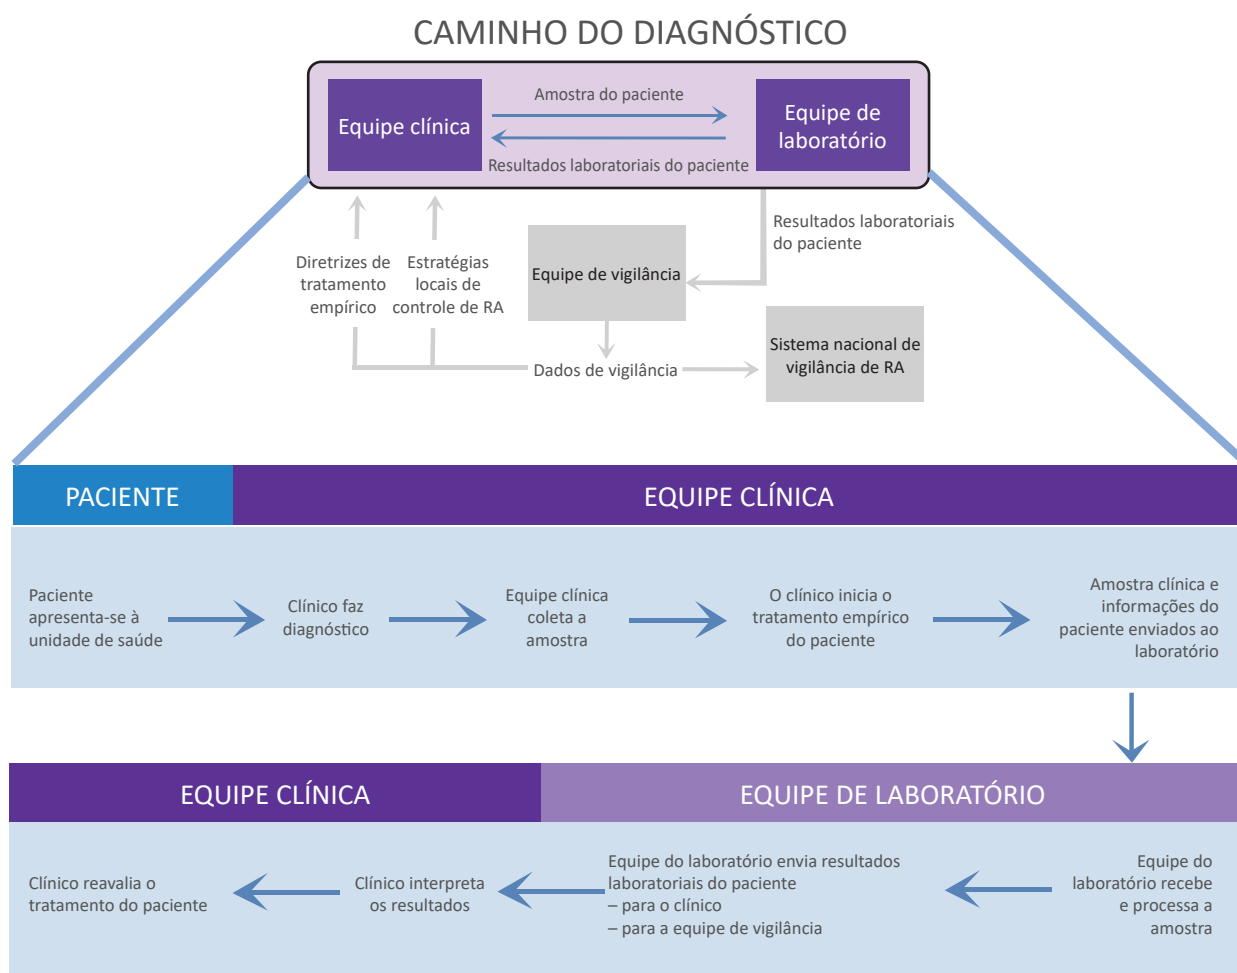 CAMINHO DO DIAGNÓSTICO
Equipe clínica
Amostra do paciente
Resultados laboratoriais do paciente
Equipe de
laboratório
Resultados laboratoriais
do paciente
Diretrizes de
tratamento
empírico
Estratégias
locais de
controle de RA
Equipe de vigilância
Dados de vigilância
Sistema nacional de
vigilância de RA
PACIENTE
EQUIPE CLÍNICA
Paciente
apresenta-se à
unidade de saúde
Clínico faz
diagnóstico
Equipe clínica
coleta a
amostra
O clínico inicia o
tratamento empírico
do paciente
Amostra clínica e
informações do
paciente enviados ao
laboratório
EQUIPE CLÍNICA
EQUIPE DE LABORATÓRIO
Clínico reavalia o
tratamento do paciente
Clínico interpreta
os resultados
Equipe do laboratório envia resultados
laboratoriais do paciente
– para o clínico
– para a equipe de vigilância
Equipe do
laboratório recebe
e processa a
amostra